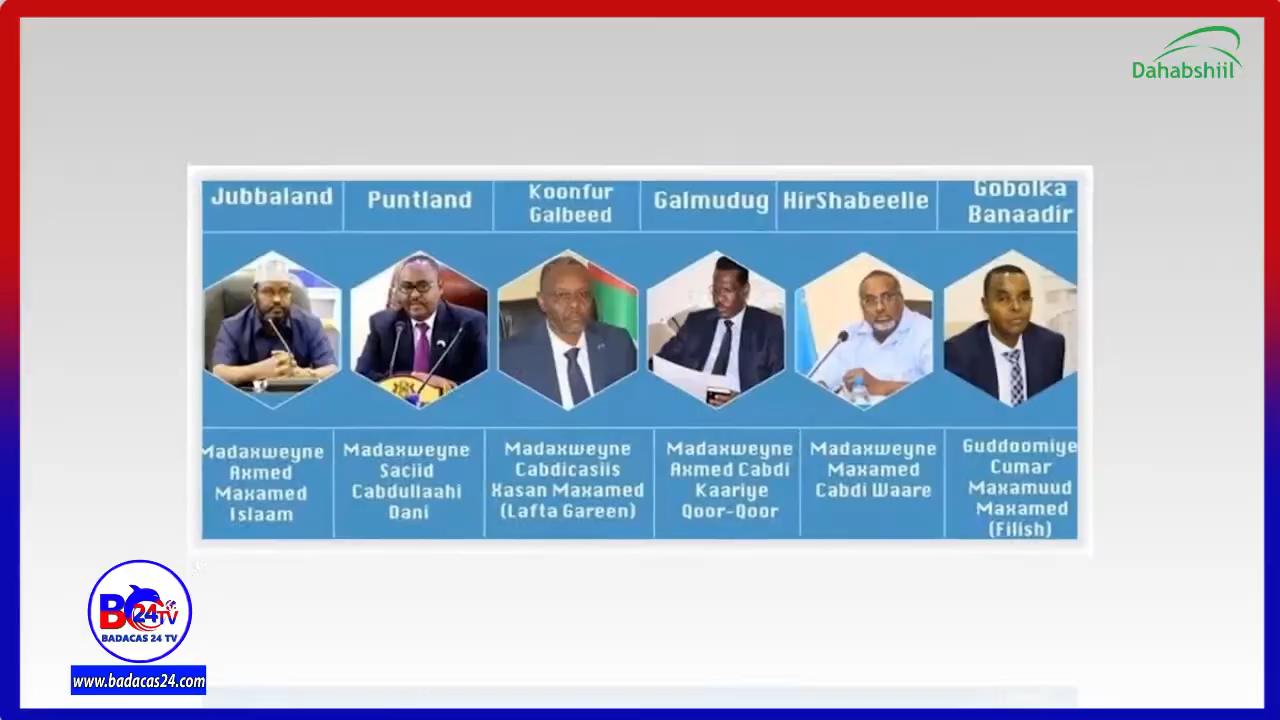 Dahabshiil
Jubbaland
Puntland
Koonfur
Galbeed
Galmudug
HirShabeelle
Gobolka
Banaadir
Madaxweyne
Axmed
Maxamed
Islaam
Madaxweyne
Saciid
Cabdullaahi
Dani
Madaxweyne
Cabdicasiis
Xasan Maxamed
(Lafta Gareen)
Madaxweyne
Axmed Cabdi
Kaariye
Qoor-Qoor
Madaxweyne
Maxamed
Cabdi Waare
Guddoomiye
Cumar
Maxamuud
Maxamed
(Filish)
BC24TV
BADACAS 24 TV
www.badacas24.com